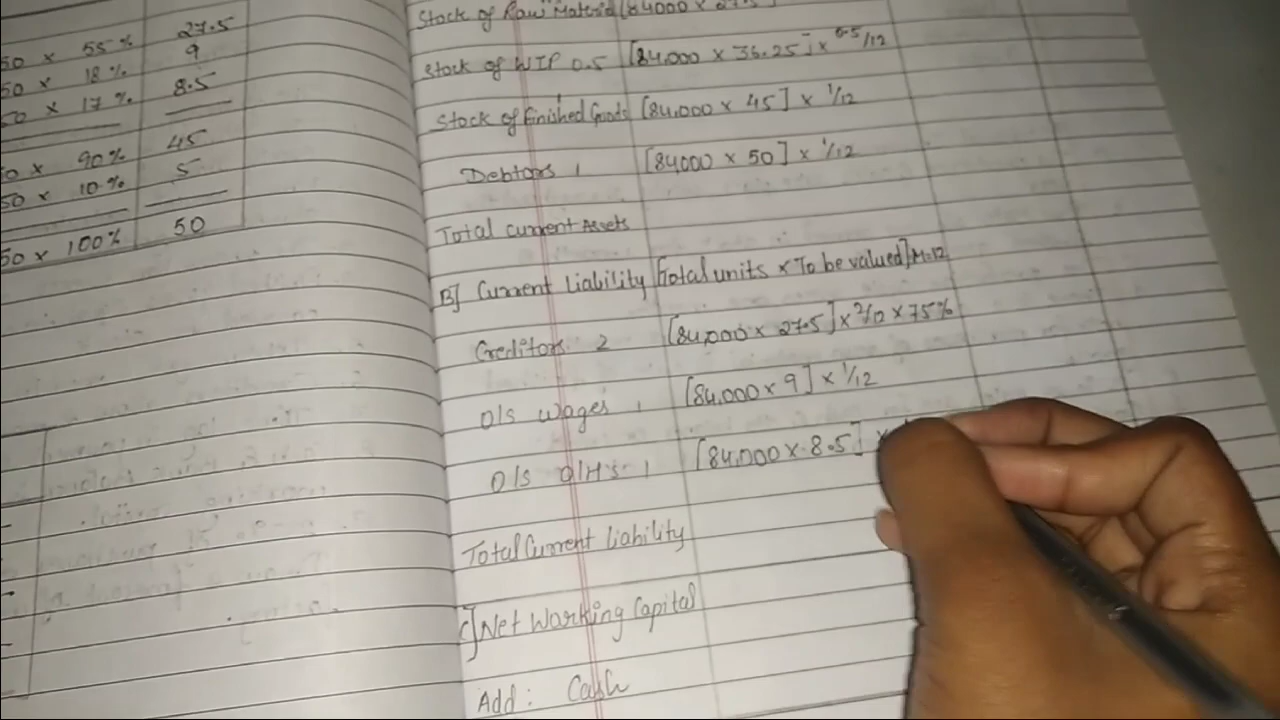 50 x 55% 27.5
50 x 18% 9
50 x 17% 8.5
50 x 90% 45
50 x 10% 5
50 x 100% 50
Stock of Raw Material [84000 x 27.5
Stock of WIP 0.5 [84,000 x 36.25] x 0.5/12
Stock of Finished Goods 1 [84,000 x 45] x 1/12
Debtors 1 [84,000 x 50] x 1/12
Total Current Assets
B] Current Liability [Total units x To be valued] M.12
Creditors 2 [84,000 x 27.5] x 2/12 x 75%
O/S Wages 1 [84,000 x 9] x 1/12
O/S O/H's 1 [84,000 x 8.5] x
Total Current Liability
C] Net Working Capital
Add: Cash